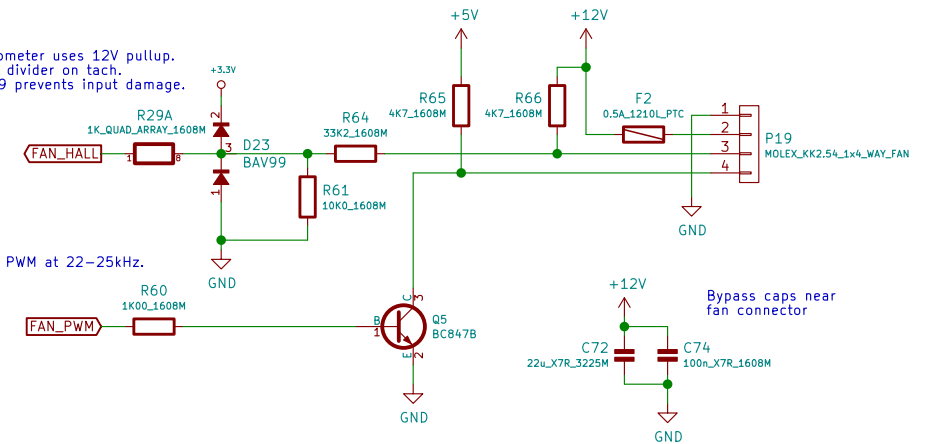 +5V
+12V
ometer uses 12V pullup.
divider on tach.
9 prevents input damage.
+3.3V
R29A
1K_QUAD_ARRAY_1608M
FAN_HALL
1
8
2
3
1
D23
BAV99
R64
33K2_1608M
R61
10K0_1608M
GND
R65
4K7_1608M
R66
4K7_1608M
F2
0.5A_1210L_PTC
1
2
3
4
P19
MOLEX_KK2.54_1x4_WAY_FAN
GND
PWM at 22-25kHz.
R60
1K00_1608M
FAN_PWM
B
1
C
3
E
2
Q5
BC847B
GND
+12V
Bypass caps near
fan connector
C72
22u_X7R_3225M
C74
100n_X7R_1608M
GND